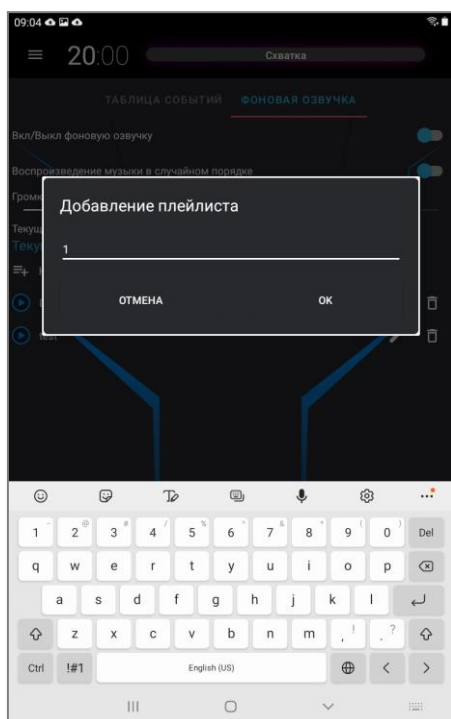 09:04
20:00
Схватка
ТАБЛИЦА СОБЫТИЙ ФОНОВАЯ ОЗВУЧКА
Вкл/Выкл фоновую озвучку
Воспроизведение музыки в случайном порядке
Добавление плейлиста
1
ОТМЕНА OK
test
1 2 @ 3 # 4 / 5 % 6 ^ 7 & 8 * 9 ( 0 ) Del
q w e r t y u i o p
a s d f g h j k l
z x c v b n m , ! . ?
Ctrl !#1 English (US) < >